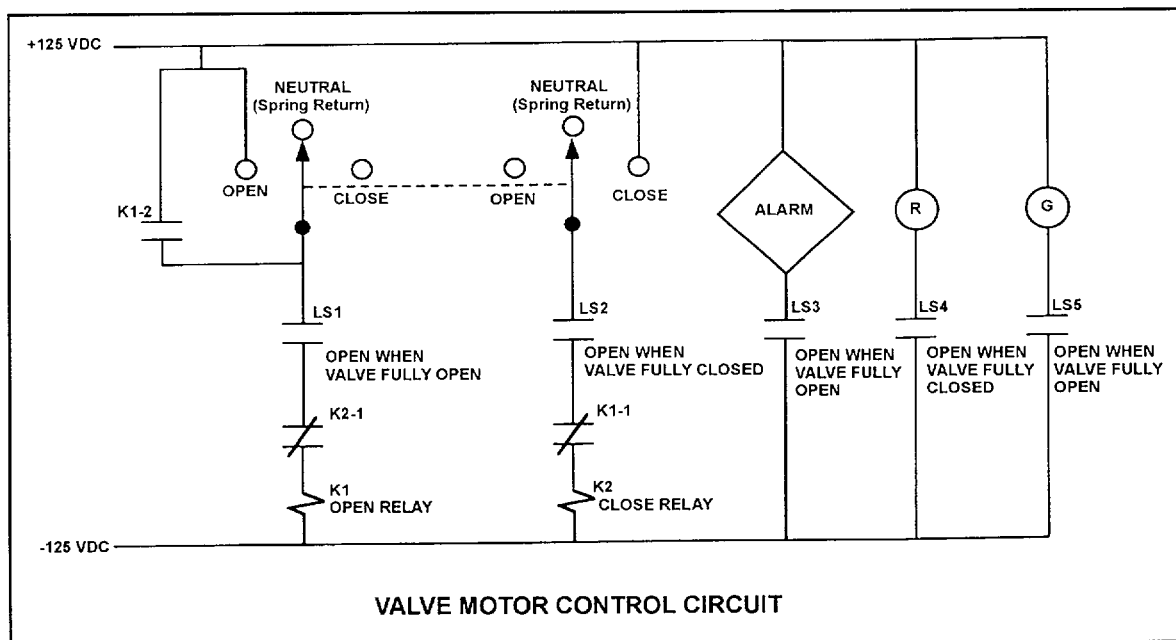 +125 VDC
NEUTRAL
(Spring Return)
NEUTRAL
(Spring Return)
OPEN
CLOSE
OPEN
CLOSE
K1-2
ALARM
R
G
LS1
OPEN WHEN
VALVE FULLY OPEN
LS2
OPEN WHEN
VALVE FULLY CLOSED
LS3
OPEN WHEN
VALVE FULLY
OPEN
LS4
OPEN WHEN
VALVE FULLY
CLOSED
LS5
OPEN WHEN
VALVE FULLY
OPEN
K2-1
K1-1
K1
OPEN RELAY
K2
CLOSE RELAY
-125 VDC
VALVE MOTOR CONTROL CIRCUIT